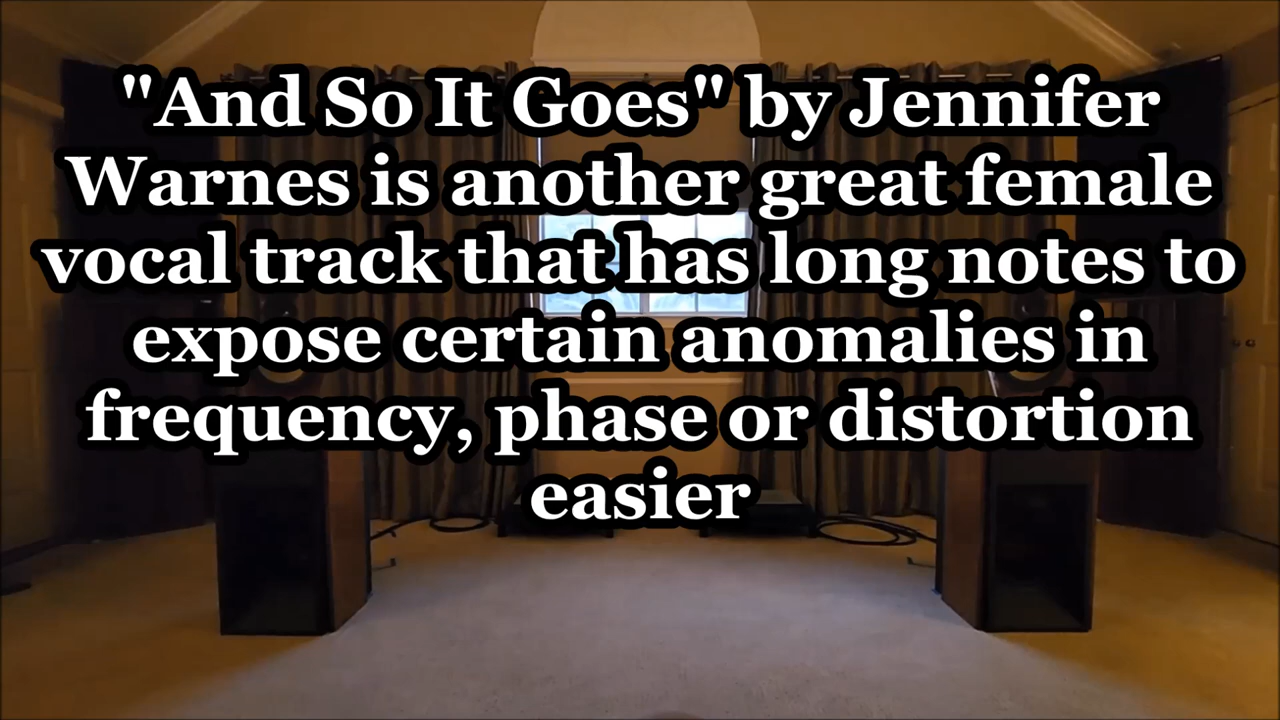 "And So It Goes" by Jennifer
Warnes is another great female
vocal track that has long notes to
expose certain anomalies in
frequency, phase or distortion
easier